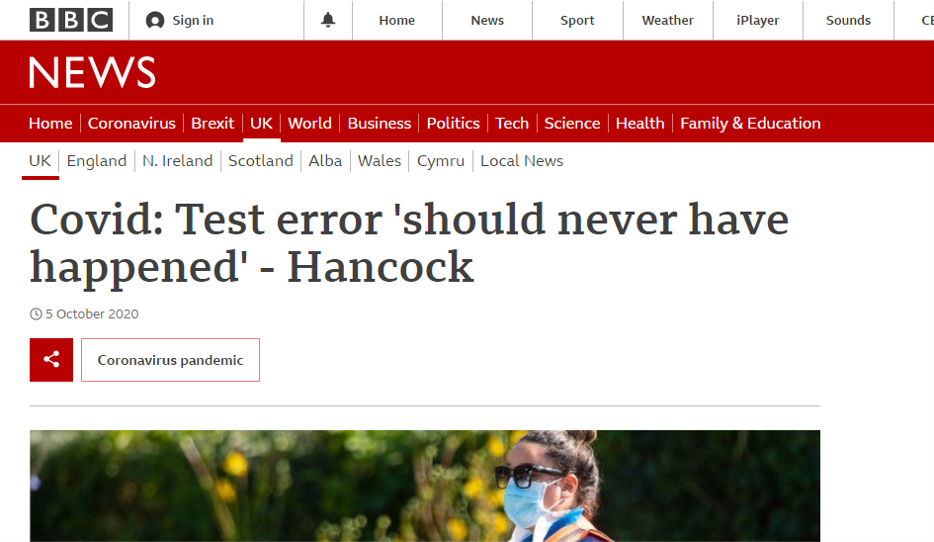 BBC Sign in Home News Sport Weather iPlayer Sounds
NEWS
Home Coronavirus Brexit UK World Business Politics Tech Science Health Family & Education
UK England N. Ireland Scotland Alba Wales Cymru Local News
Covid: Test error 'should never have
happened' - Hancock
5 October 2020
Coronavirus pandemic